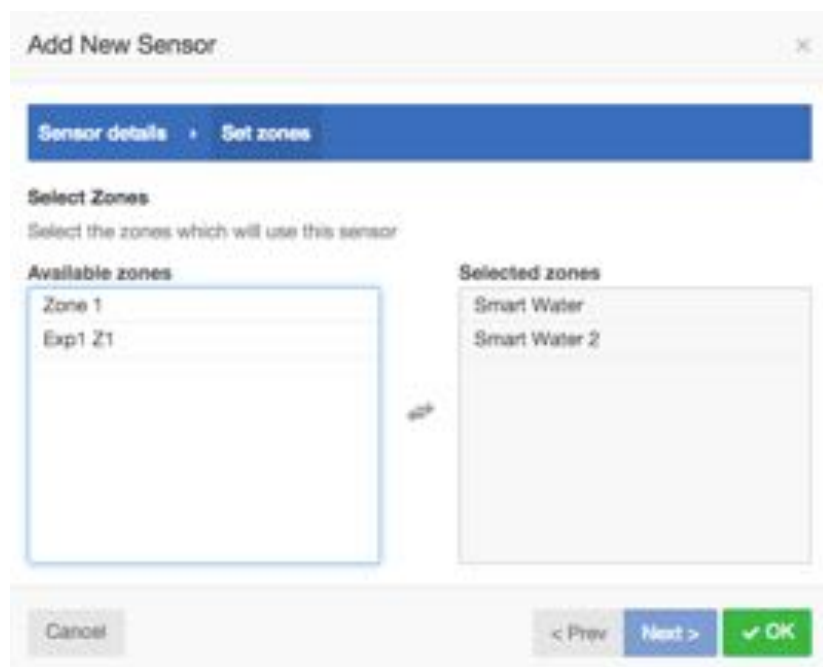 Add New Sensor
Sensor details › Set zones
Select Zones
Select the zones which will use this sensor
Available zones
Selected zones
Zone 1
Smart Water
Exp1 Z1
Smart Water 2
Cancel
< Prev
Next >
OK